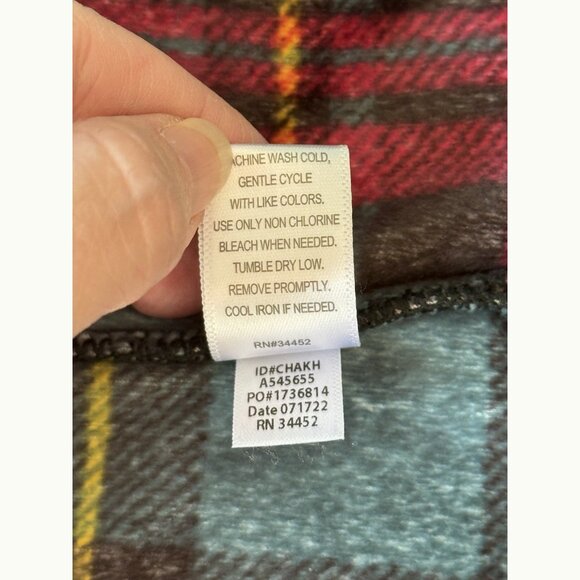 ACHINE WASH COLD,
GENTLE CYCLE
WITH LIKE COLORS.
USE ONLY NON CHLORINE
BLEACH WHEN NEEDED.
TUMBLE DRY LOW.
REMOVE PROMPTLY.
COOL IRON IF NEEDED.
RN#34452
ID#CHAKH
A545655
PO#1736814
Date 071722
RN 34452